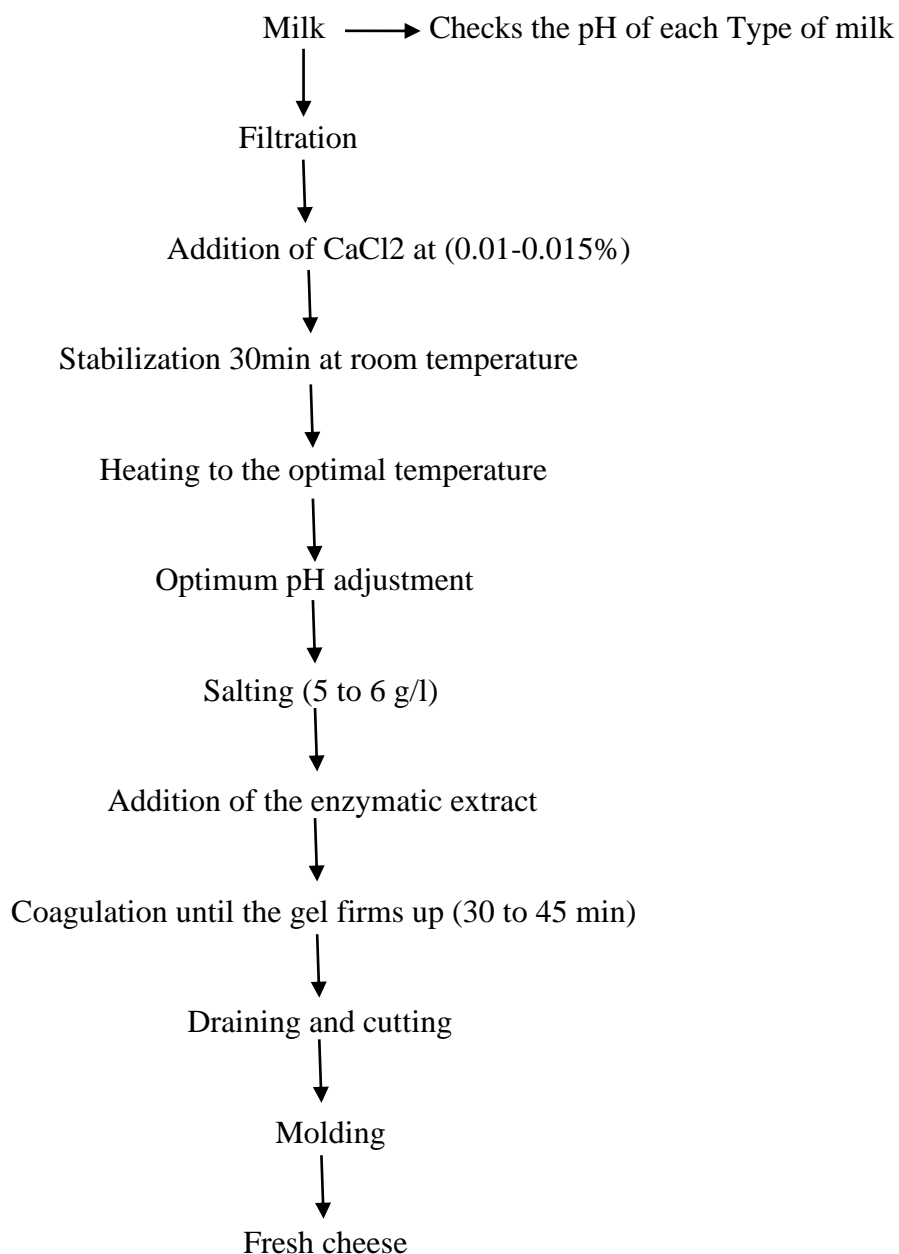 Milk
Checks the pH of each Type of milk
Filtration
Addition of CaCl2 at (0.01-0.015%)
Stabilization 30min at room temperature
Heating to the optimal temperature
Optimum pH adjustment
Salting (5 to 6 g/l)
Addition of the enzymatic extract
Coagulation until the gel firms up (30 to 45 min)
Draining and cutting
Molding
Fresh cheese